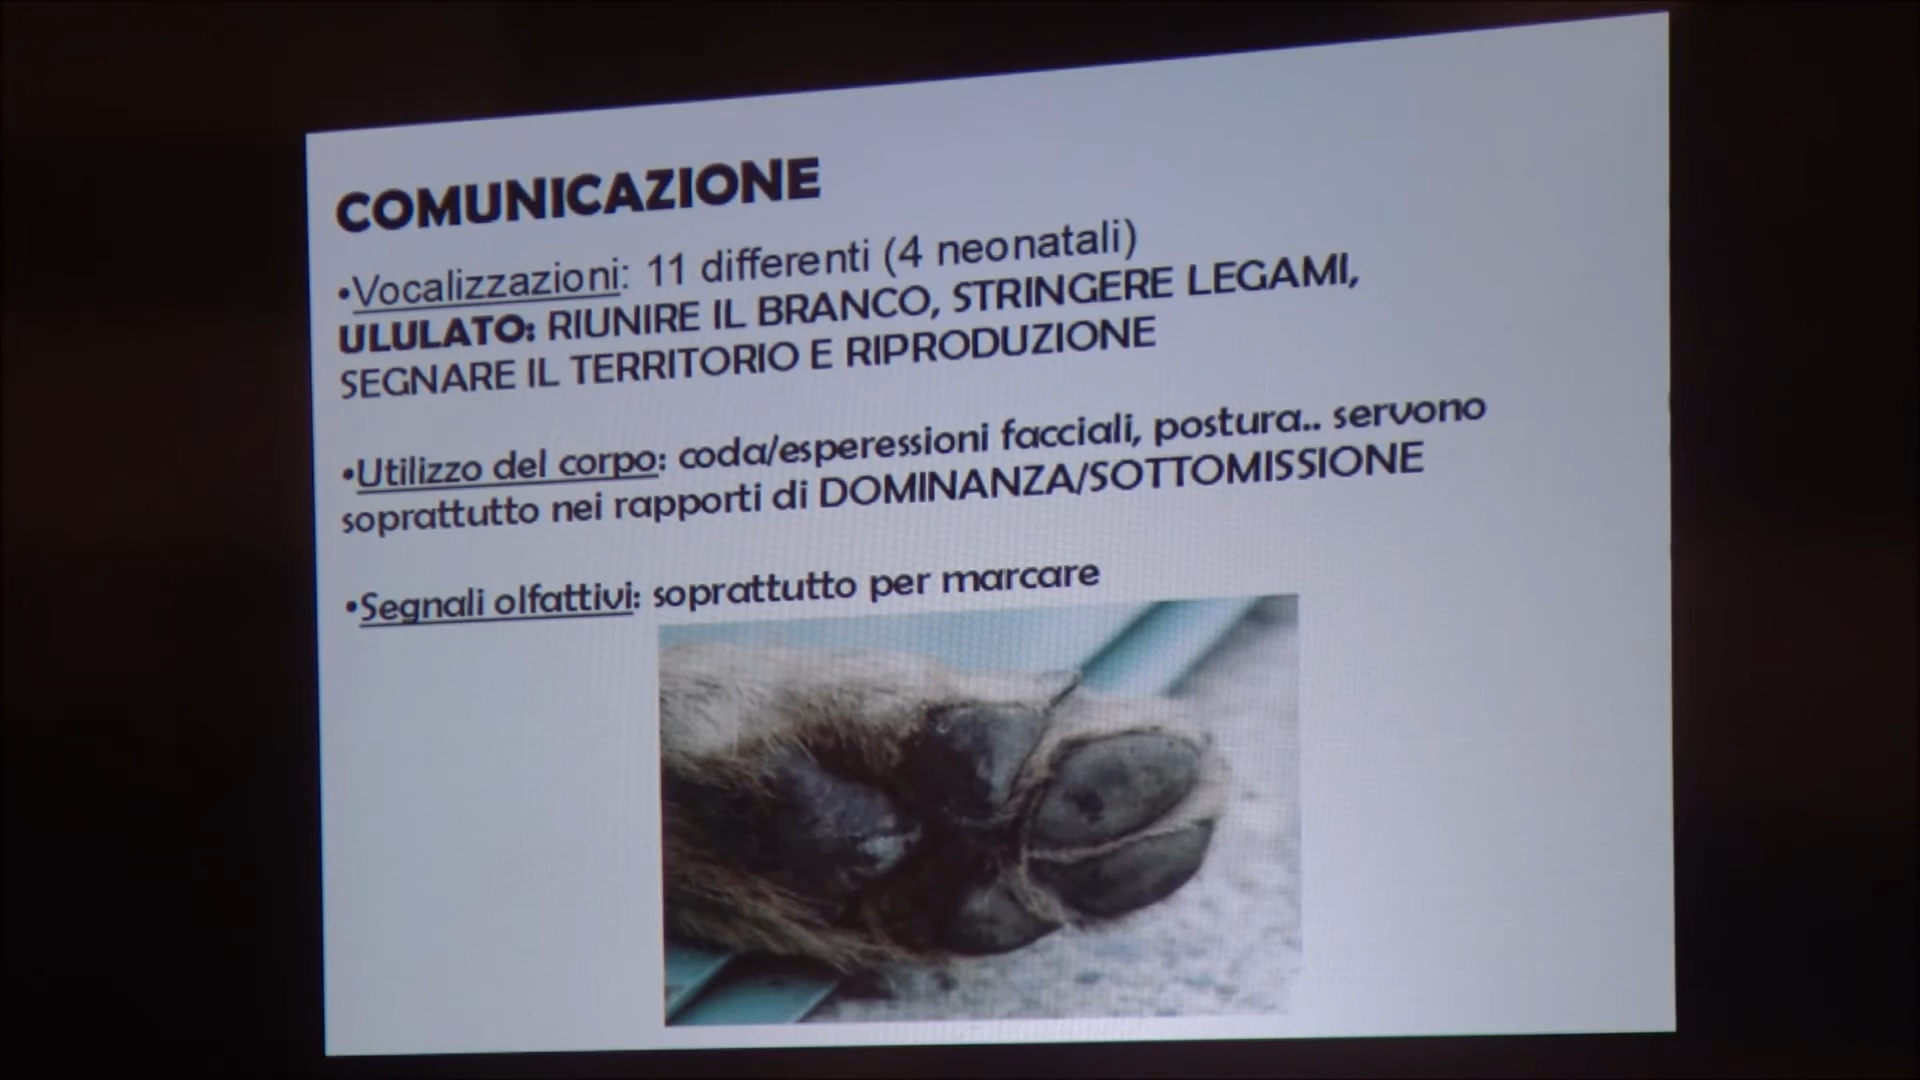 COMUNICAZIONE
•Vocalizzazioni: 11 differenti (4 neonatali)
ULULATO: RIUNIRE IL BRANCO, STRINGERE LEGAMI,
SEGNARE IL TERRITORIO E RIPRODUZIONE
•Utilizzo del corpo: coda/esperessioni facciali, postura.. servono
soprattutto nei rapporti di DOMINANZA/SOTTOMISSIONE
•Segnali olfattivi: soprattutto per marcare